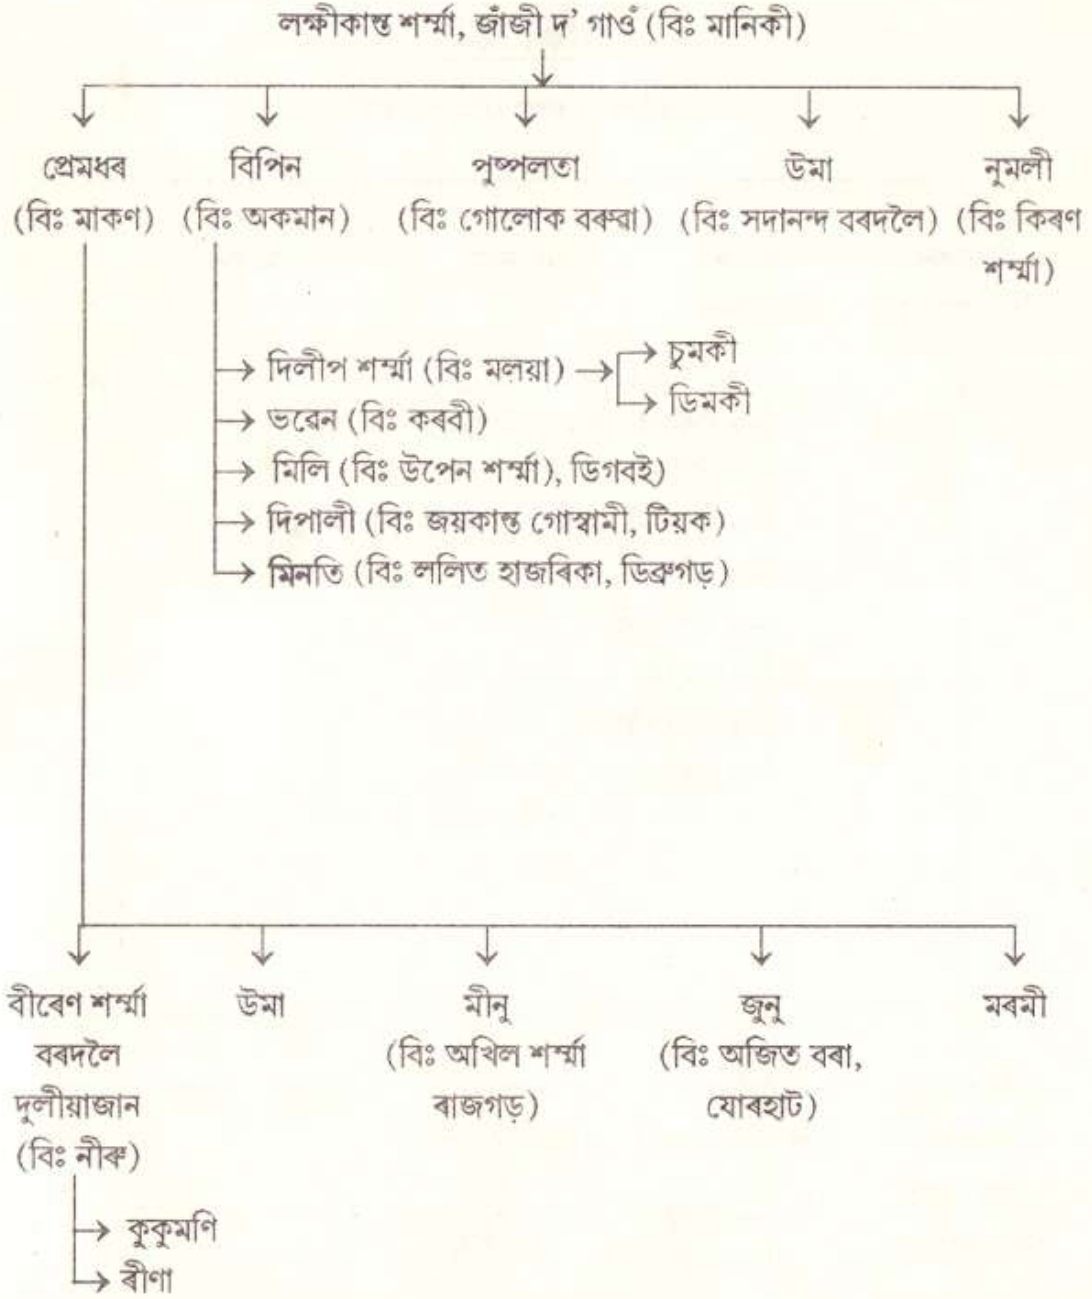 লক্ষীকান্ত শৰ্ম্মা, জাঁজী দ' গাওঁ (বিঃ মানিকী)
প্ৰেমধৰ বিপিন পুষ্পলতা উমা নুমলী
(বিঃ মাকণ) (বিঃ অকমান) (বিঃ গোলোক বৰুৱা) (বিঃ সদানন্দ বৰদলৈ) (বিঃ কিৰণ
শৰ্ম্মা)
চুমকী
দিলীপ শৰ্ম্মা (বিঃ মলয়া)
ডিমকী
ভৱেন (বিঃ কৰবী)
মিলি (বিঃ উপেন শৰ্ম্মা), ডিগবই)
দিপালী (বিঃ জয়কান্ত গোস্বামী, টিয়ক)
মিনতি (বিঃ ললিত হাজৰিকা, ডিব্ৰুগড়)
বীৰেণ শৰ্ম্মা উমা মীনু জুনু মৰমী
বৰদলৈ (বিঃ অখিল শৰ্ম্মা (বিঃ অজিত বৰা,
দুলীয়াজান ৰাজগড়) যোৰহাট)
(বিঃ নীৰু)
কুকুমণি
ৰীণা